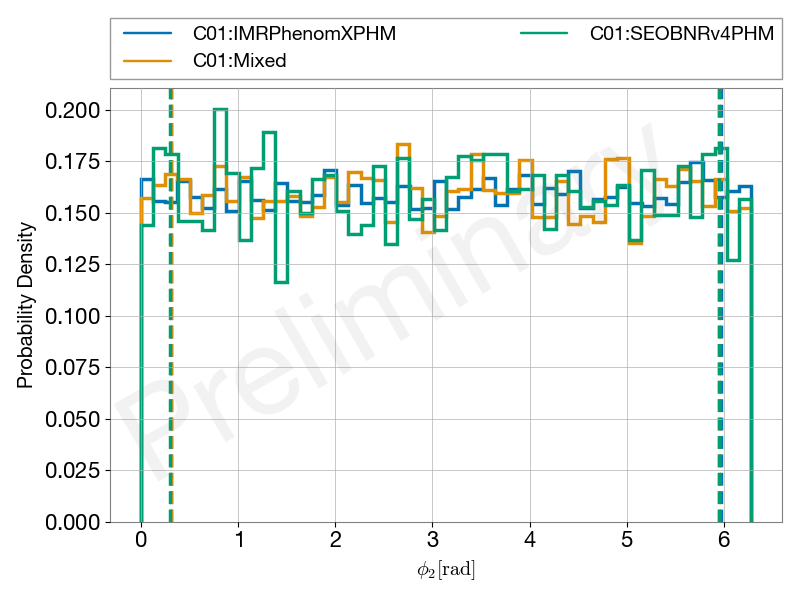 C01:IMRPhenomXPHM
C01:Mixed
C01:SEOBNRv4PHM
0.200
0.175
0.150
0.125
0.100
0.075
0.050
0.025
0.000
Probability Density
Preliminary
0 1 2 3 4 5 6
ϕ₂[rad]